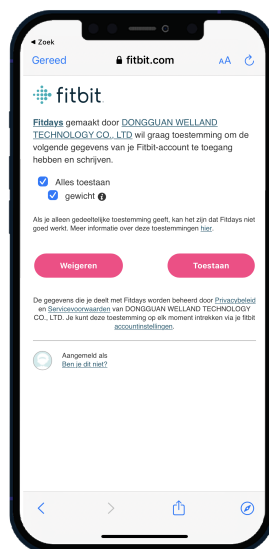 ◂ Zoek
Gereed
fitbit.com
AA
fitbit
Fitdays gemaakt door DONGGUAN WELLAND
TECHNOLOGY CO., LTD wil graag toestemming om de
volgende gegevens van je Fitbit-account te toegang
hebben en schrijven.
Alles toestaan
gewicht
Als je alleen gedeeltelijke toestemming geeft, kan het zijn dat Fitdays niet
goed werkt. Meer informatie over deze toestemmingen hier.
Weigeren
Toestaan
De gegevens die je deelt met Fitdays worden beheerd door Privacybeleid
en Servicevoorwaarden van DONGGUAN WELLAND TECHNOLOGY
CO., LTD. Je kunt deze toestemming op elk moment intrekken via je fitbit
accountinstellingen.
Aangemeld als
Ben je dit niet?